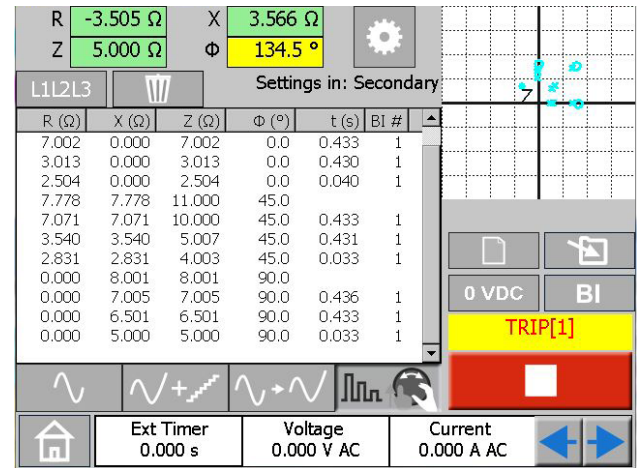 R -3.505 Ω X 3.566 Ω
Z 5.000 Ω Φ 134.5 °
L1L2L3 Settings in: Secondary
R (Ω) X (Ω) Z (Ω) Φ (°) t (s) BI #
7.002 0.000 7.002 0.0 0.433 1
3.013 0.000 3.013 0.0 0.430 1
2.504 0.000 2.504 0.0 0.040 1
7.778 7.778 11.000 45.0
7.071 7.071 10.000 45.0 0.433 1
3.540 3.540 5.007 45.0 0.431 1
2.831 2.831 4.003 45.0 0.033 1
0.000 8.001 8.001 90.0
0.000 7.005 7.005 90.0 0.436 1
0.000 6.501 6.501 90.0 0.433 1
0.000 5.000 5.000 90.0 0.033 1
Z
0 VDC BI
TRIP[1]
Ext Timer Voltage Current
0.000 s 0.000 V AC 0.000 A AC